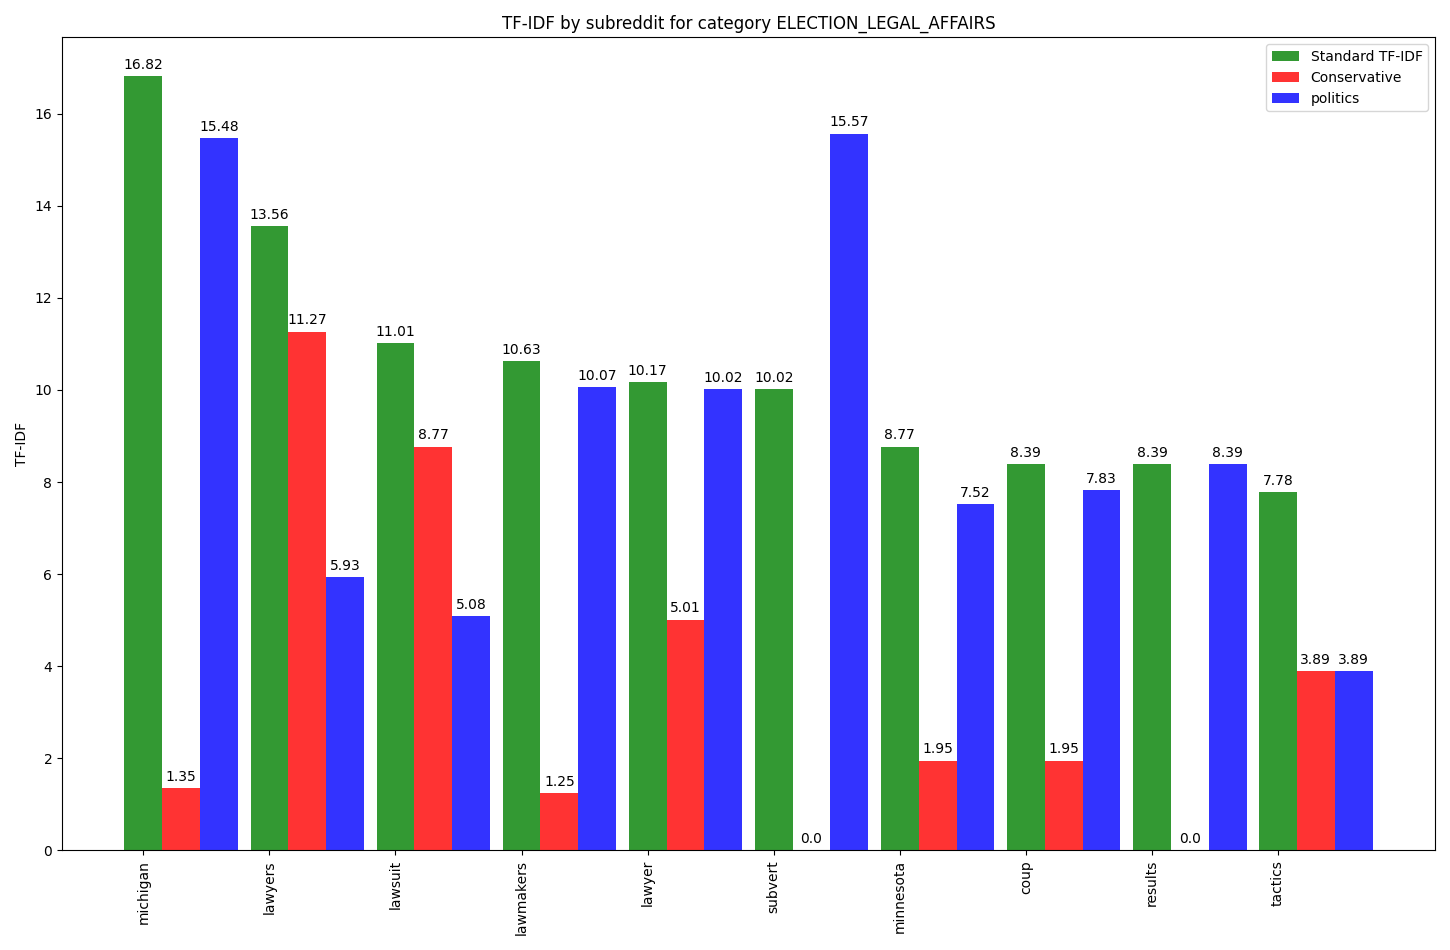 TF-IDF by subreddit for category ELECTION_LEGAL_AFFAIRS
Standard TF-IDF
Conservative
politics
TF-IDF
16
14
12
10
8
6
4
2
0
16.82
1.35
15.48
13.56
11.27
5.93
11.01
8.77
5.08
10.63
1.25
10.07
10.17
5.01
10.02
10.02
0.0
15.57
8.77
1.95
7.52
8.39
1.95
7.83
8.39
0.0
8.39
7.78
3.89
3.89
michigan
lawyers
lawsuit
lawmakers
lawyer
subvert
minnesota
coup
results
tactics